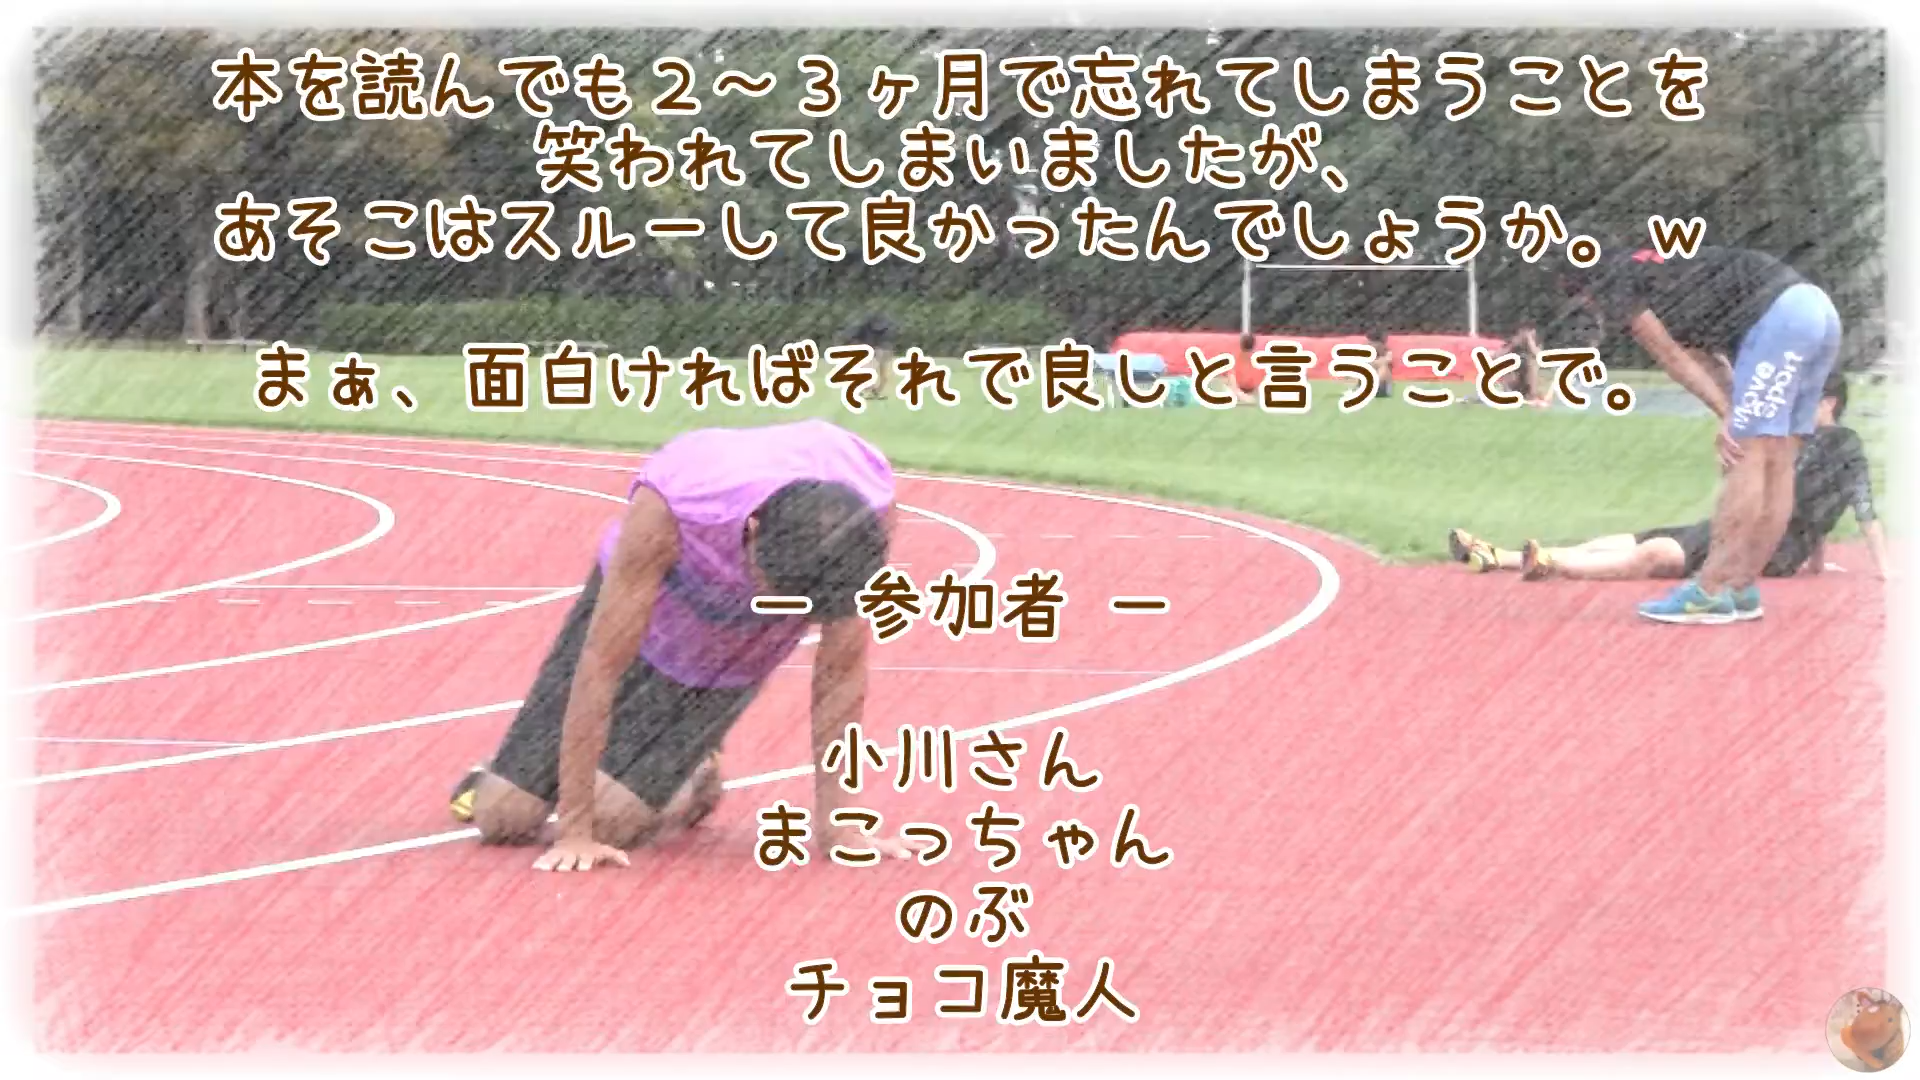 本を読んでも２～３ヶ月で忘れてしまうことを
笑われてしまいましたが、
あそこはスルーして良かったんでしょうか。ｗ
まぁ、面白ければそれで良しと言うことで。
Move
&
Sport
－ 参加者 －
小川さん
まこっちゃん
のぶ
チョコ魔人